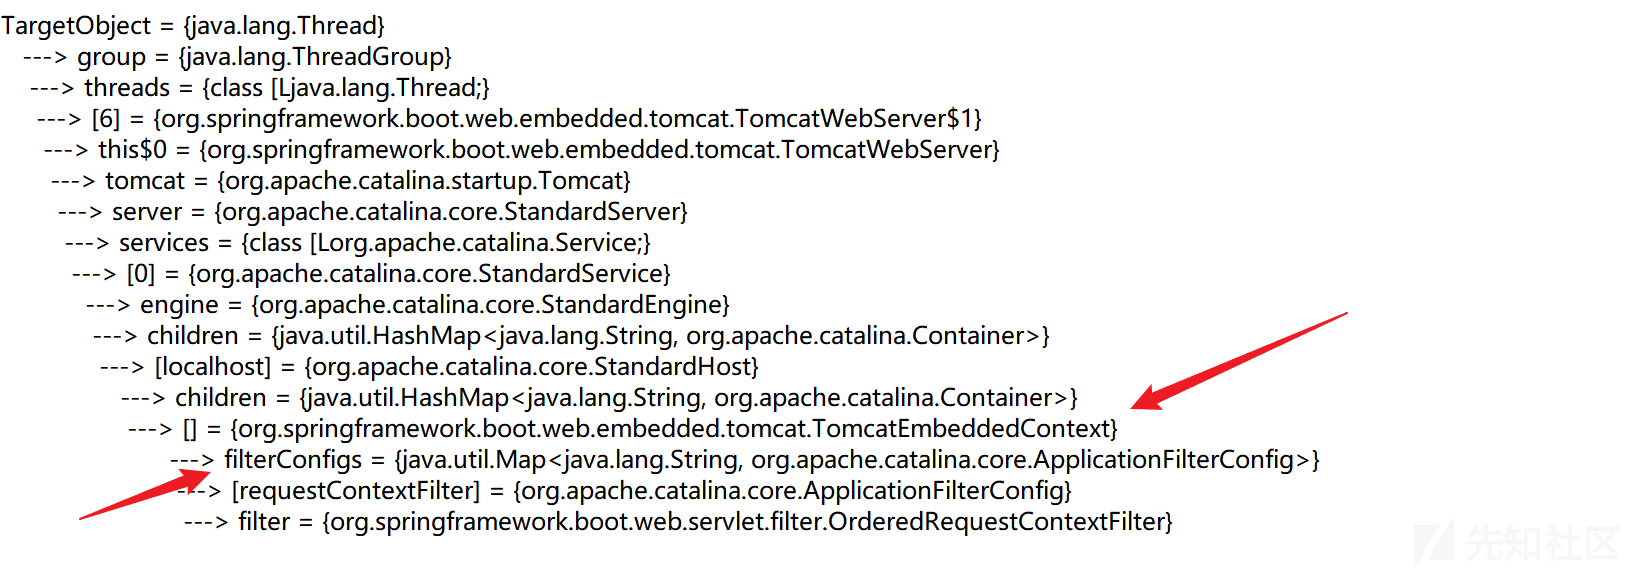 TargetObject = {java.lang.Thread}
---> group = {java.lang.ThreadGroup}
---> threads = {class [Ljava.lang.Thread;}
---> [6] = {org.springframework.boot.web.embedded.tomcat.TomcatWebServer$1}
---> this$0 = {org.springframework.boot.web.embedded.tomcat.TomcatWebServer}
---> tomcat = {org.apache.catalina.startup.Tomcat}
---> server = {org.apache.catalina.core.StandardServer}
---> services = {class [Lorg.apache.catalina.Service;}
---> [0] = {org.apache.catalina.core.StandardService}
---> engine = {org.apache.catalina.core.StandardEngine}
---> children = {java.util.HashMap<java.lang.String, org.apache.catalina.Container>}
---> [localhost] = {org.apache.catalina.core.StandardHost}
---> children = {java.util.HashMap<java.lang.String, org.apache.catalina.Container>}
---> [] = {org.springframework.boot.web.embedded.tomcat.TomcatEmbeddedContext}
---> filterConfigs = {java.util.Map<java.lang.String, org.apache.catalina.core.ApplicationFilterConfig>}
---> [requestContextFilter] = {org.apache.catalina.core.ApplicationFilterConfig}
---> filter = {org.springframework.boot.web.servlet.filter.OrderedRequestContextFilter}
先知社区